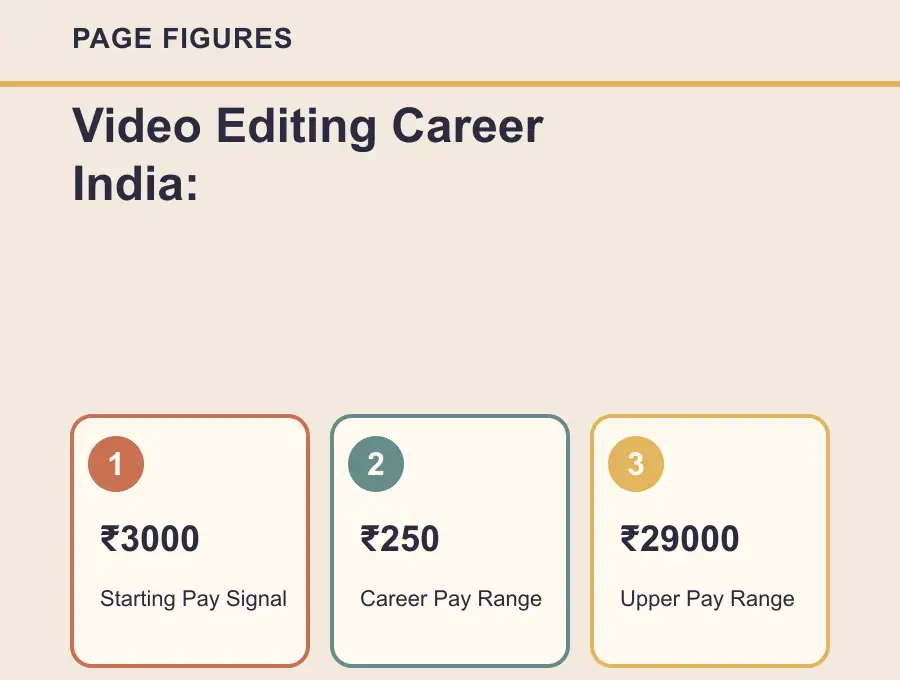 PAGE FIGURES
Video Editing Career
India:
1
₹3000
Starting Pay Signal
2
₹250
Career Pay Range
3
₹29000
Upper Pay Range